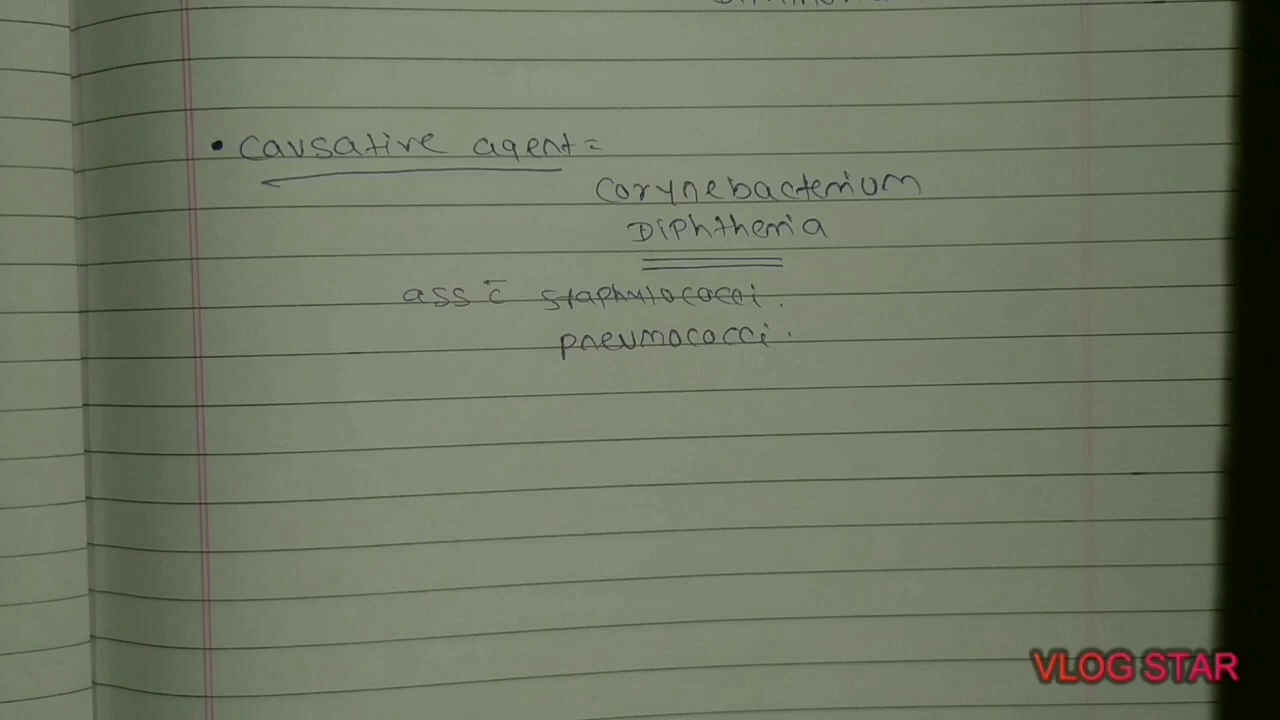 • Causative agent =
Corynebacterium
Diphtheria
ass c̄ staphylococci.
pneumococci.
VLOG STAR